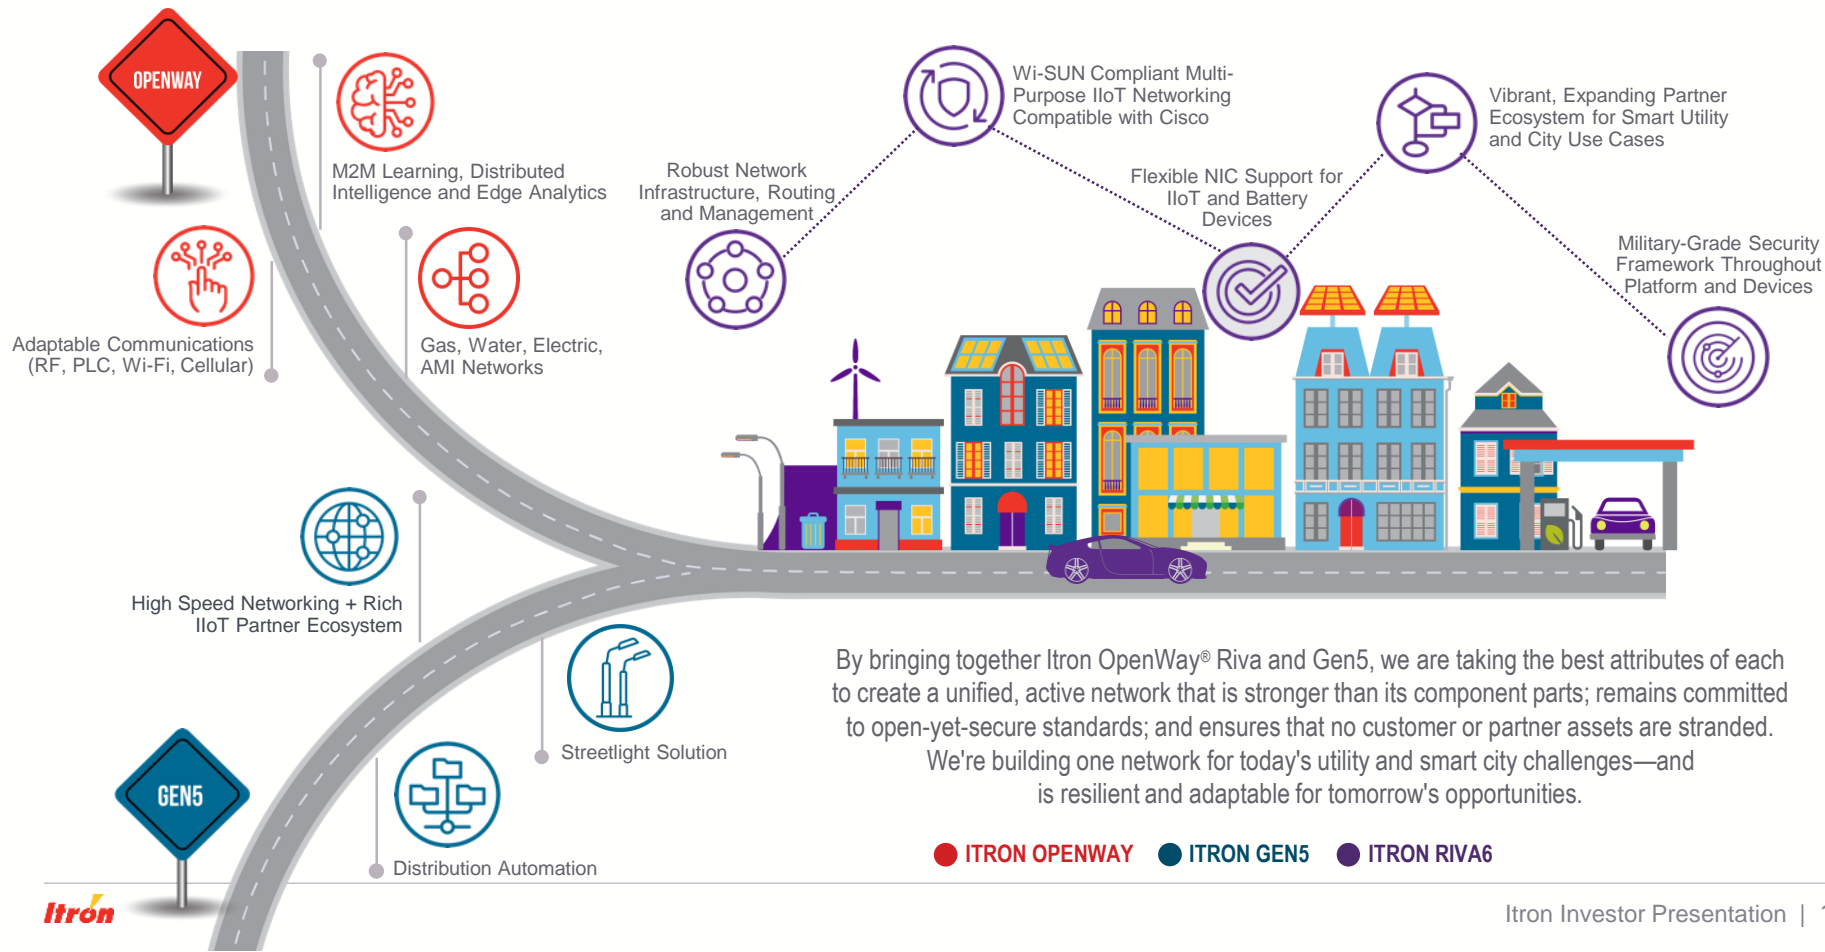 OPENWAY
M2M Learning, Distributed
Intelligence and Edge Analytics
Adaptable Communications
(RF, PLC, Wi-Fi, Cellular)
Gas, Water, Electric,
AMI Networks
Robust Network
Infrastructure, Routing
and Management
Wi-SUN Compliant Multi-
Purpose IIoT Networking
Compatible with Cisco
Flexible NIC Support for
IIoT and Battery
Devices
Vibrant, Expanding Partner
Ecosystem for Smart Utility
and City Use Cases
Military-Grade Security
Framework Throughout
Platform and Devices
High Speed Networking + Rich
IIoT Partner Ecosystem
Streetlight Solution
GEN5
Distribution Automation
By bringing together Itron OpenWay® Riva and Gen5, we are taking the best attributes of each
to create a unified, active network that is stronger than its component parts; remains committed
to open-yet-secure standards; and ensures that no customer or partner assets are stranded.
We're building one network for today's utility and smart city challenges—and
is resilient and adaptable for tomorrow's opportunities.
ITRON OPENWAY ITRON GEN5 ITRON RIVA6
Itron
Itron Investor Presentation |